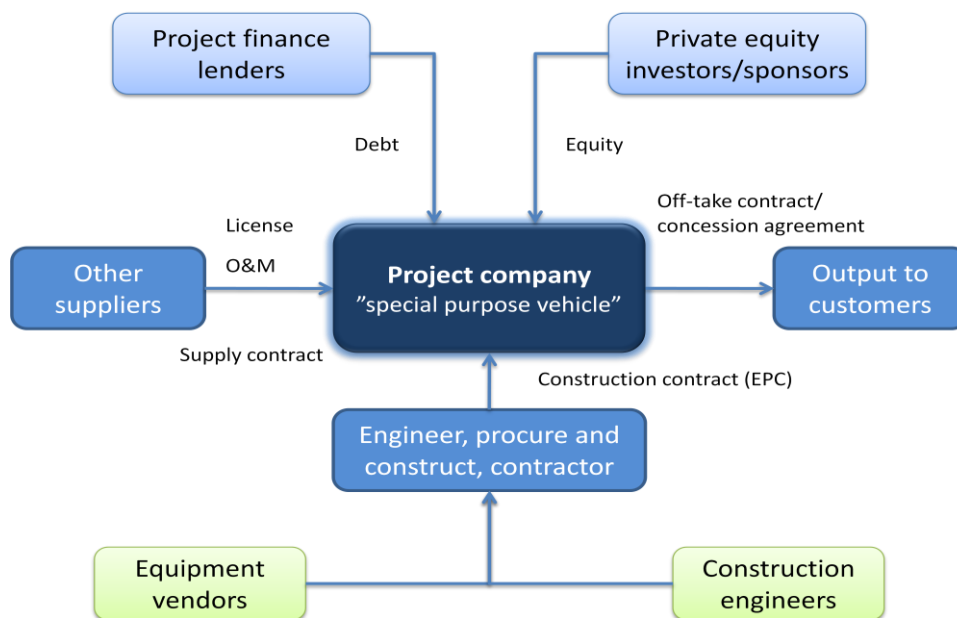 Project finance
lenders
Private equity
investors/sponsors
Debt
Equity
Off-take contract/
concession agreement
License
O&M
Other
suppliers
Project company
”special purpose vehicle”
Output to
customers
Supply contract
Construction contract (EPC)
Engineer, procure and
construct, contractor
Equipment
vendors
Construction
engineers